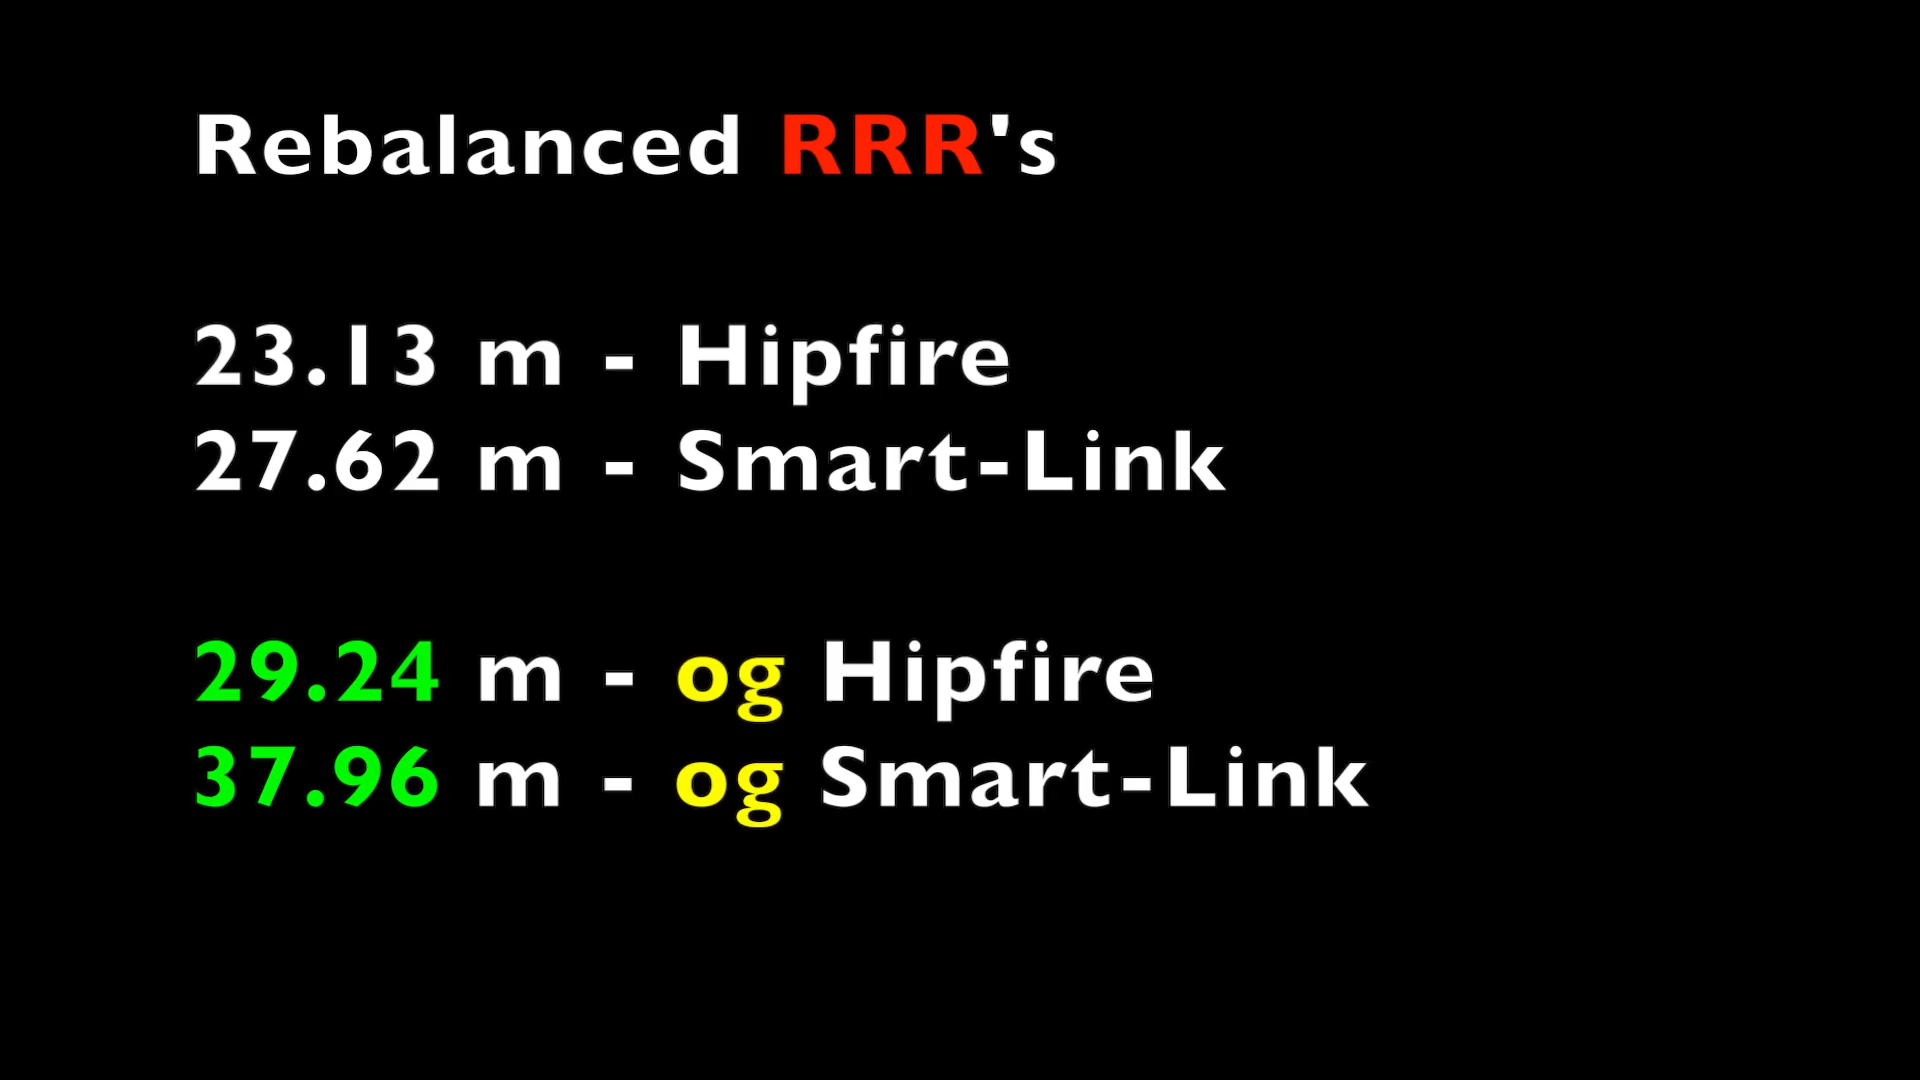 Rebalanced RRR's
23.13 m - Hipfire
27.62 m - Smart-Link
29.24 m - og Hipfire
37.96 m - og Smart-Link